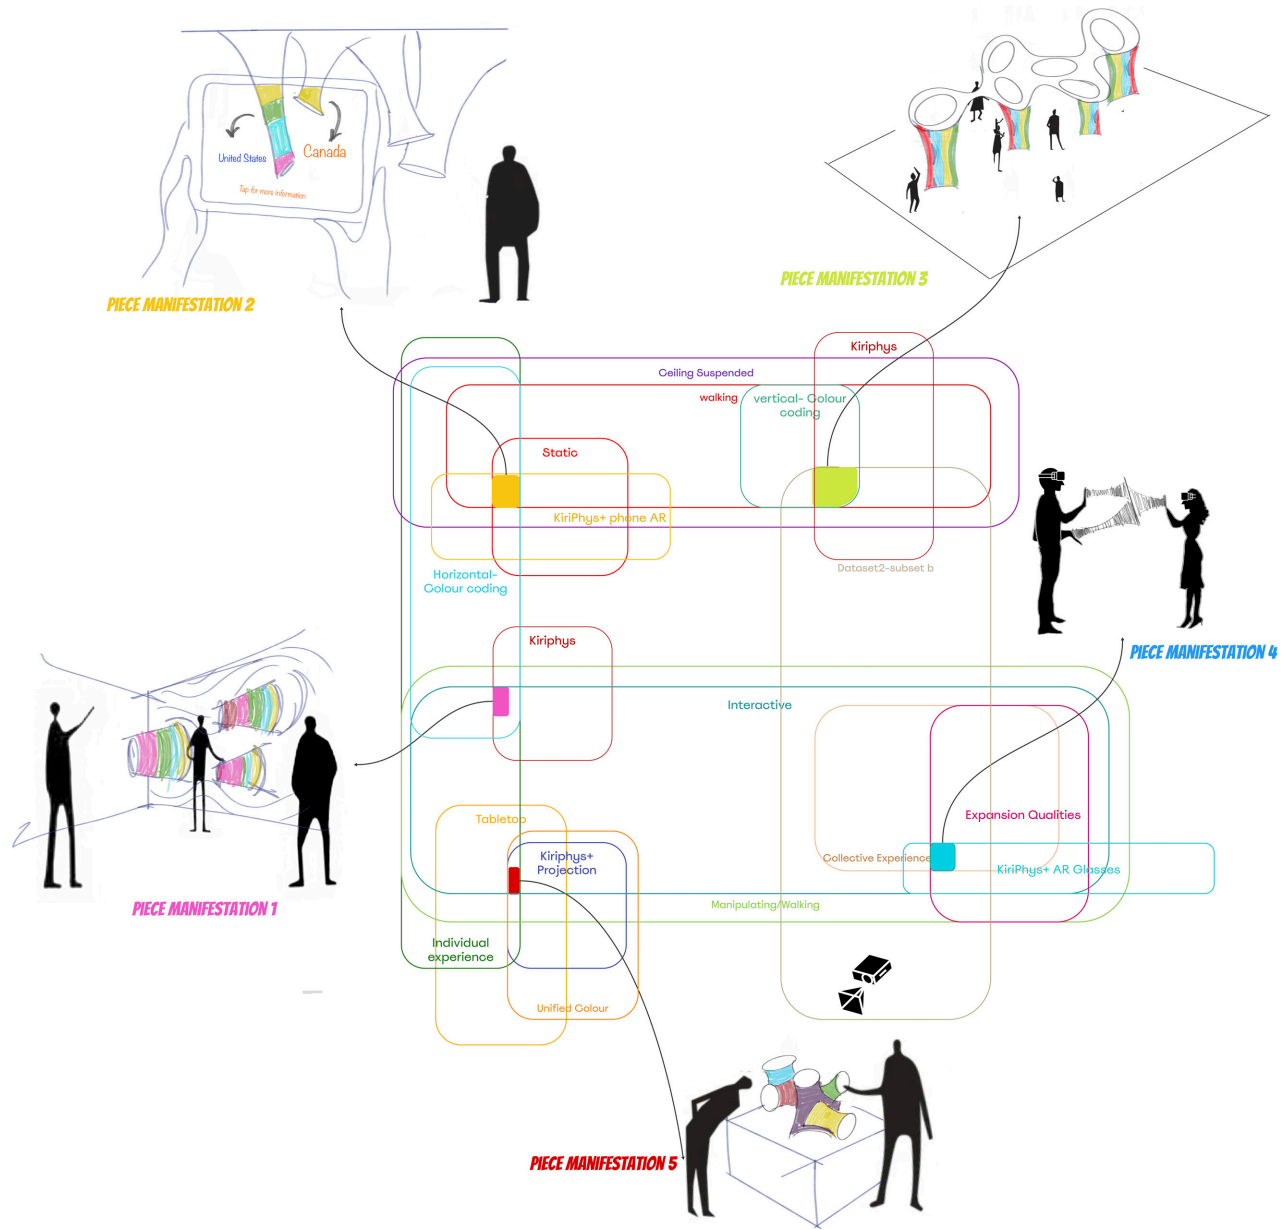 United States
Canada
Tap for more information
PIECE MANIFESTATION 2
PIECE MANIFESTATION 3
Kiriphys
Ceiling Suspended
walking
vertical- Colour
coding
Static
KiriPhys+ phone AR
Horizontal-
Colour coding
Dataset2-subset b
Kiriphys
PIECE MANIFESTATION 4
Interactive
PIECE MANIFESTATION 1
Tabletop
Kiriphys+
Projection
Expansion Qualities
Collective Experience
KiriPhys+ AR Glasses
Manipulating/Walking
Individual
experience
Unified Colour
PIECE MANIFESTATION 5